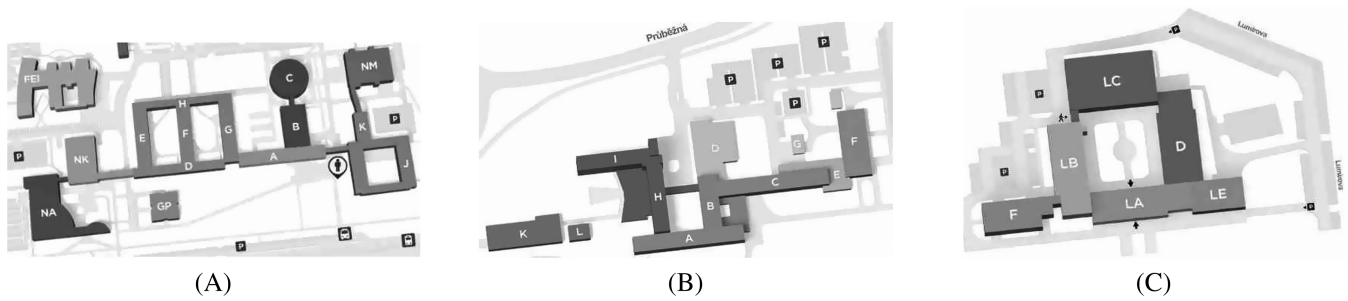 FEI
H
E
F
G
D
NK
NA
GP
C
B
A
NM
K
J
P
P
P
(A)
Průběžná
P
P
P
P
I
H
D
G
F
C
E
B
A
K
L
(B)
Lumírova
P
P
LC
LB
D
P
F
LA
LE
P
Lumírova
(C)